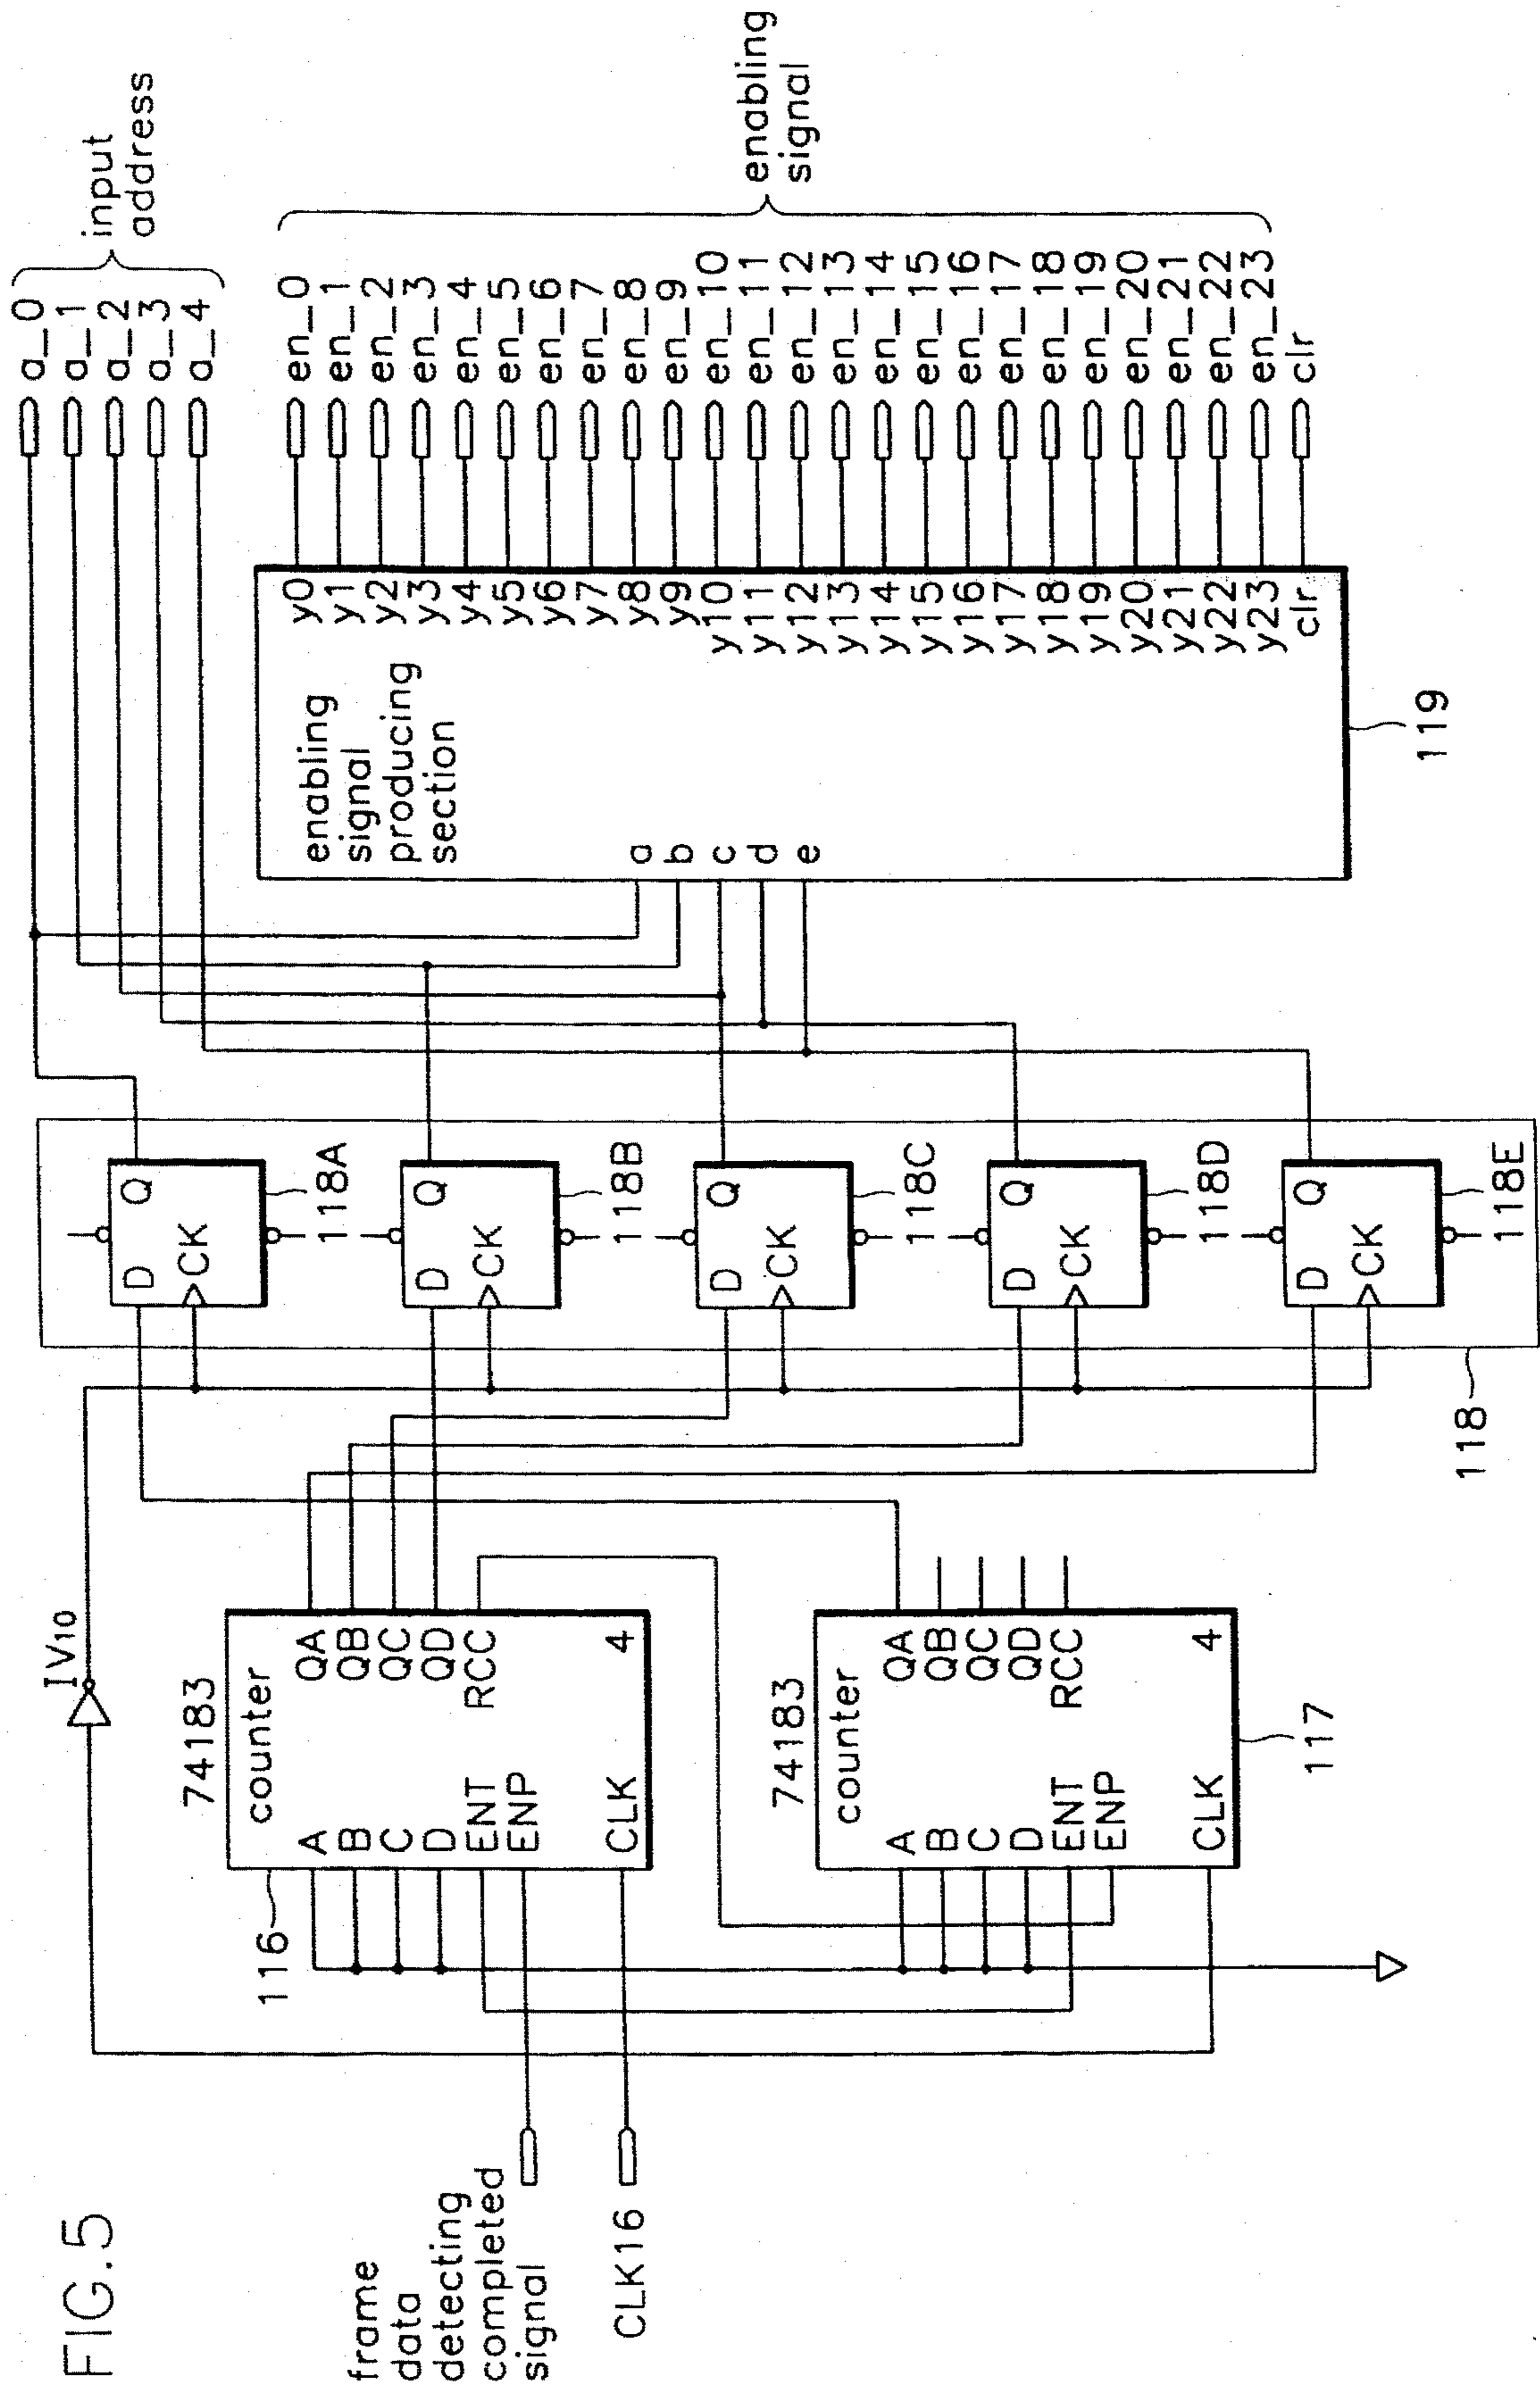 FIG.5
frame
data
detecting
completed
signal
CLK16
IV10
74183
counter
A
B
C
D
ENT
ENP
CLK
QA
QB
QC
QD
RCC
4
116
74183
counter
A
B
C
D
ENT
ENP
CLK
QA
QB
QC
QD
RCC
4
117
D
Q
CK
118A
D
Q
CK
118B
D
Q
CK
118C
D
Q
CK
118D
D
Q
CK
118E
118
enabling
signal
producing
section
a
b
c
d
e
y0
y1
y2
y3
y4
y5
y6
y7
y8
y9
y10
y11
y12
y13
y14
y15
y16
y17
y18
y19
y20
y21
y22
y23
clr
119
a_0
a_1
a_2
a_3
a_4
input
address
en_0
en_1
en_2
en_3
en_4
en_5
en_6
en_7
en_8
en_9
en_10
en_11
en_12
en_13
en_14
en_15
en_16
en_17
en_18
en_19
en_20
en_21
en_22
en_23
clr
enabling
signal